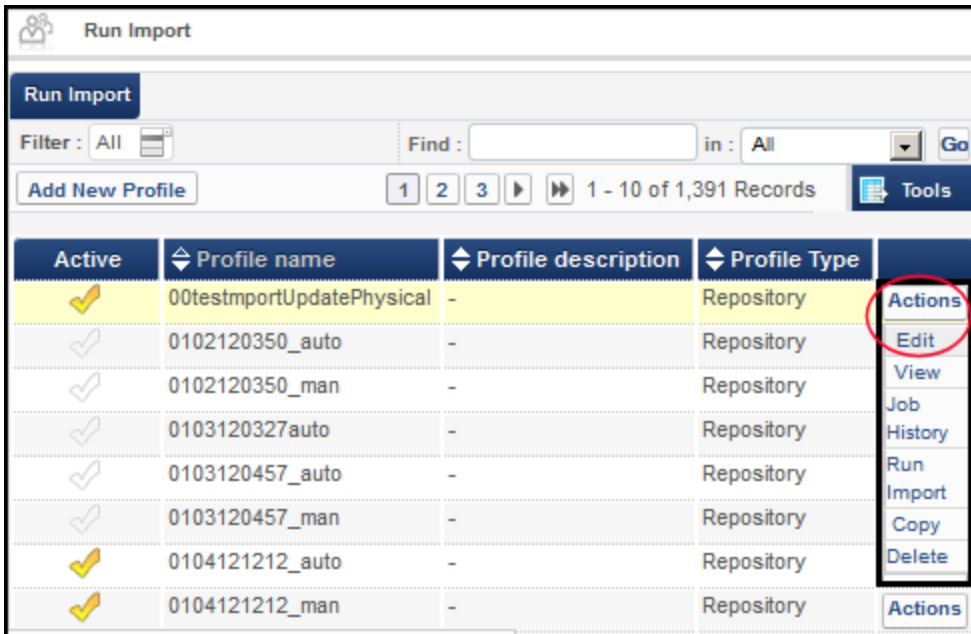 Run Import
Run Import
Filter : All Find : in : All Go
Add New Profile 1 2 3 1 - 10 of 1,391 Records Tools
Active Profile name Profile description Profile Type
00testmportUpdatePhysical - Repository Actions
0102120350_auto - Repository Edit
0102120350_man - Repository View
0103120327auto - Repository Job History
0103120457_auto - Repository Run Import
0103120457_man - Repository Copy
0104121212_auto - Repository Delete
0104121212_man - Repository Actions